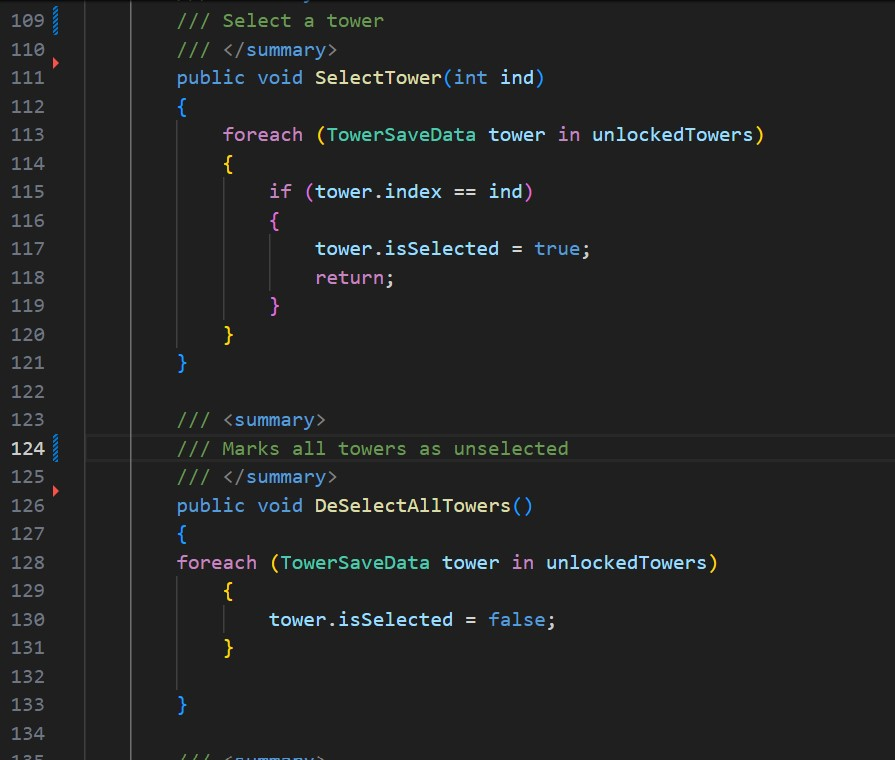 109 /// Select a tower
110 /// </summary>
111 public void SelectTower(int ind)
112 {
113 foreach (TowerSaveData tower in unlockedTowers)
114 {
115 if (tower.index == ind)
116 {
117 tower.isSelected = true;
118 return;
119 }
120 }
121 }
122
123 /// <summary>
124 /// Marks all towers as unselected
125 /// </summary>
126 public void DeSelectAllTowers()
127 {
128 foreach (TowerSaveData tower in unlockedTowers)
129 {
130 tower.isSelected = false;
131 }
132
133 }
134
135 /// <summary>